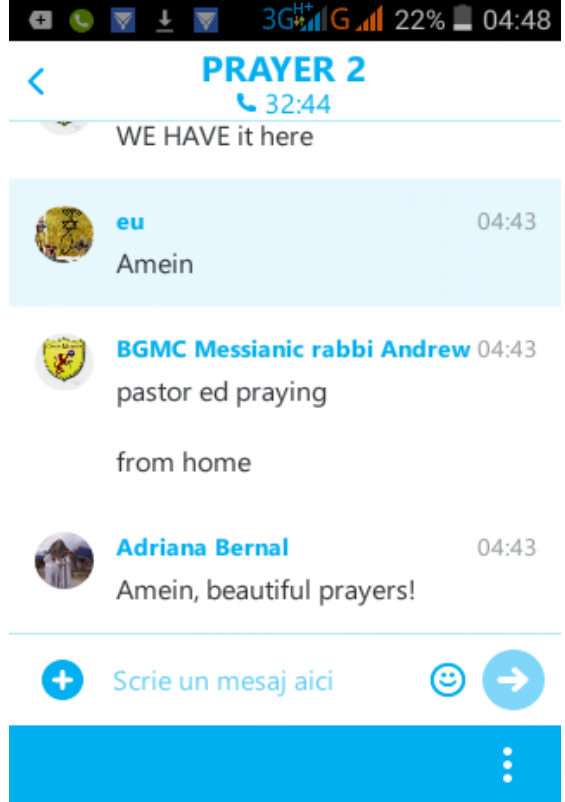 3G H+ G 22% 04:48
PRAYER 2
32:44
WE HAVE it here
eu 04:43
Amein
BGMC Messianic rabbi Andrew 04:43
pastor ed praying
from home
Adriana Bernal 04:43
Amein, beautiful prayers!
Scrie un mesaj aici